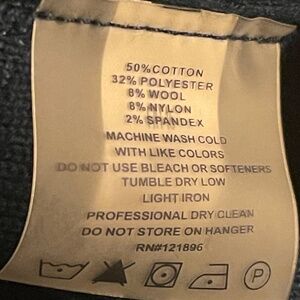 50%COTTON
32% POLYESTER
8% WOOL
8% NYLON
2% SPANDEX
MACHINE WASH COLD
WITH LIKE COLORS
DO NOT USE BLEACH OR SOFTENERS
TUMBLE DRY LOW
LIGHT IRON
PROFESSIONAL DRY CLEAN
DO NOT STORE ON HANGER
RN#121896
P